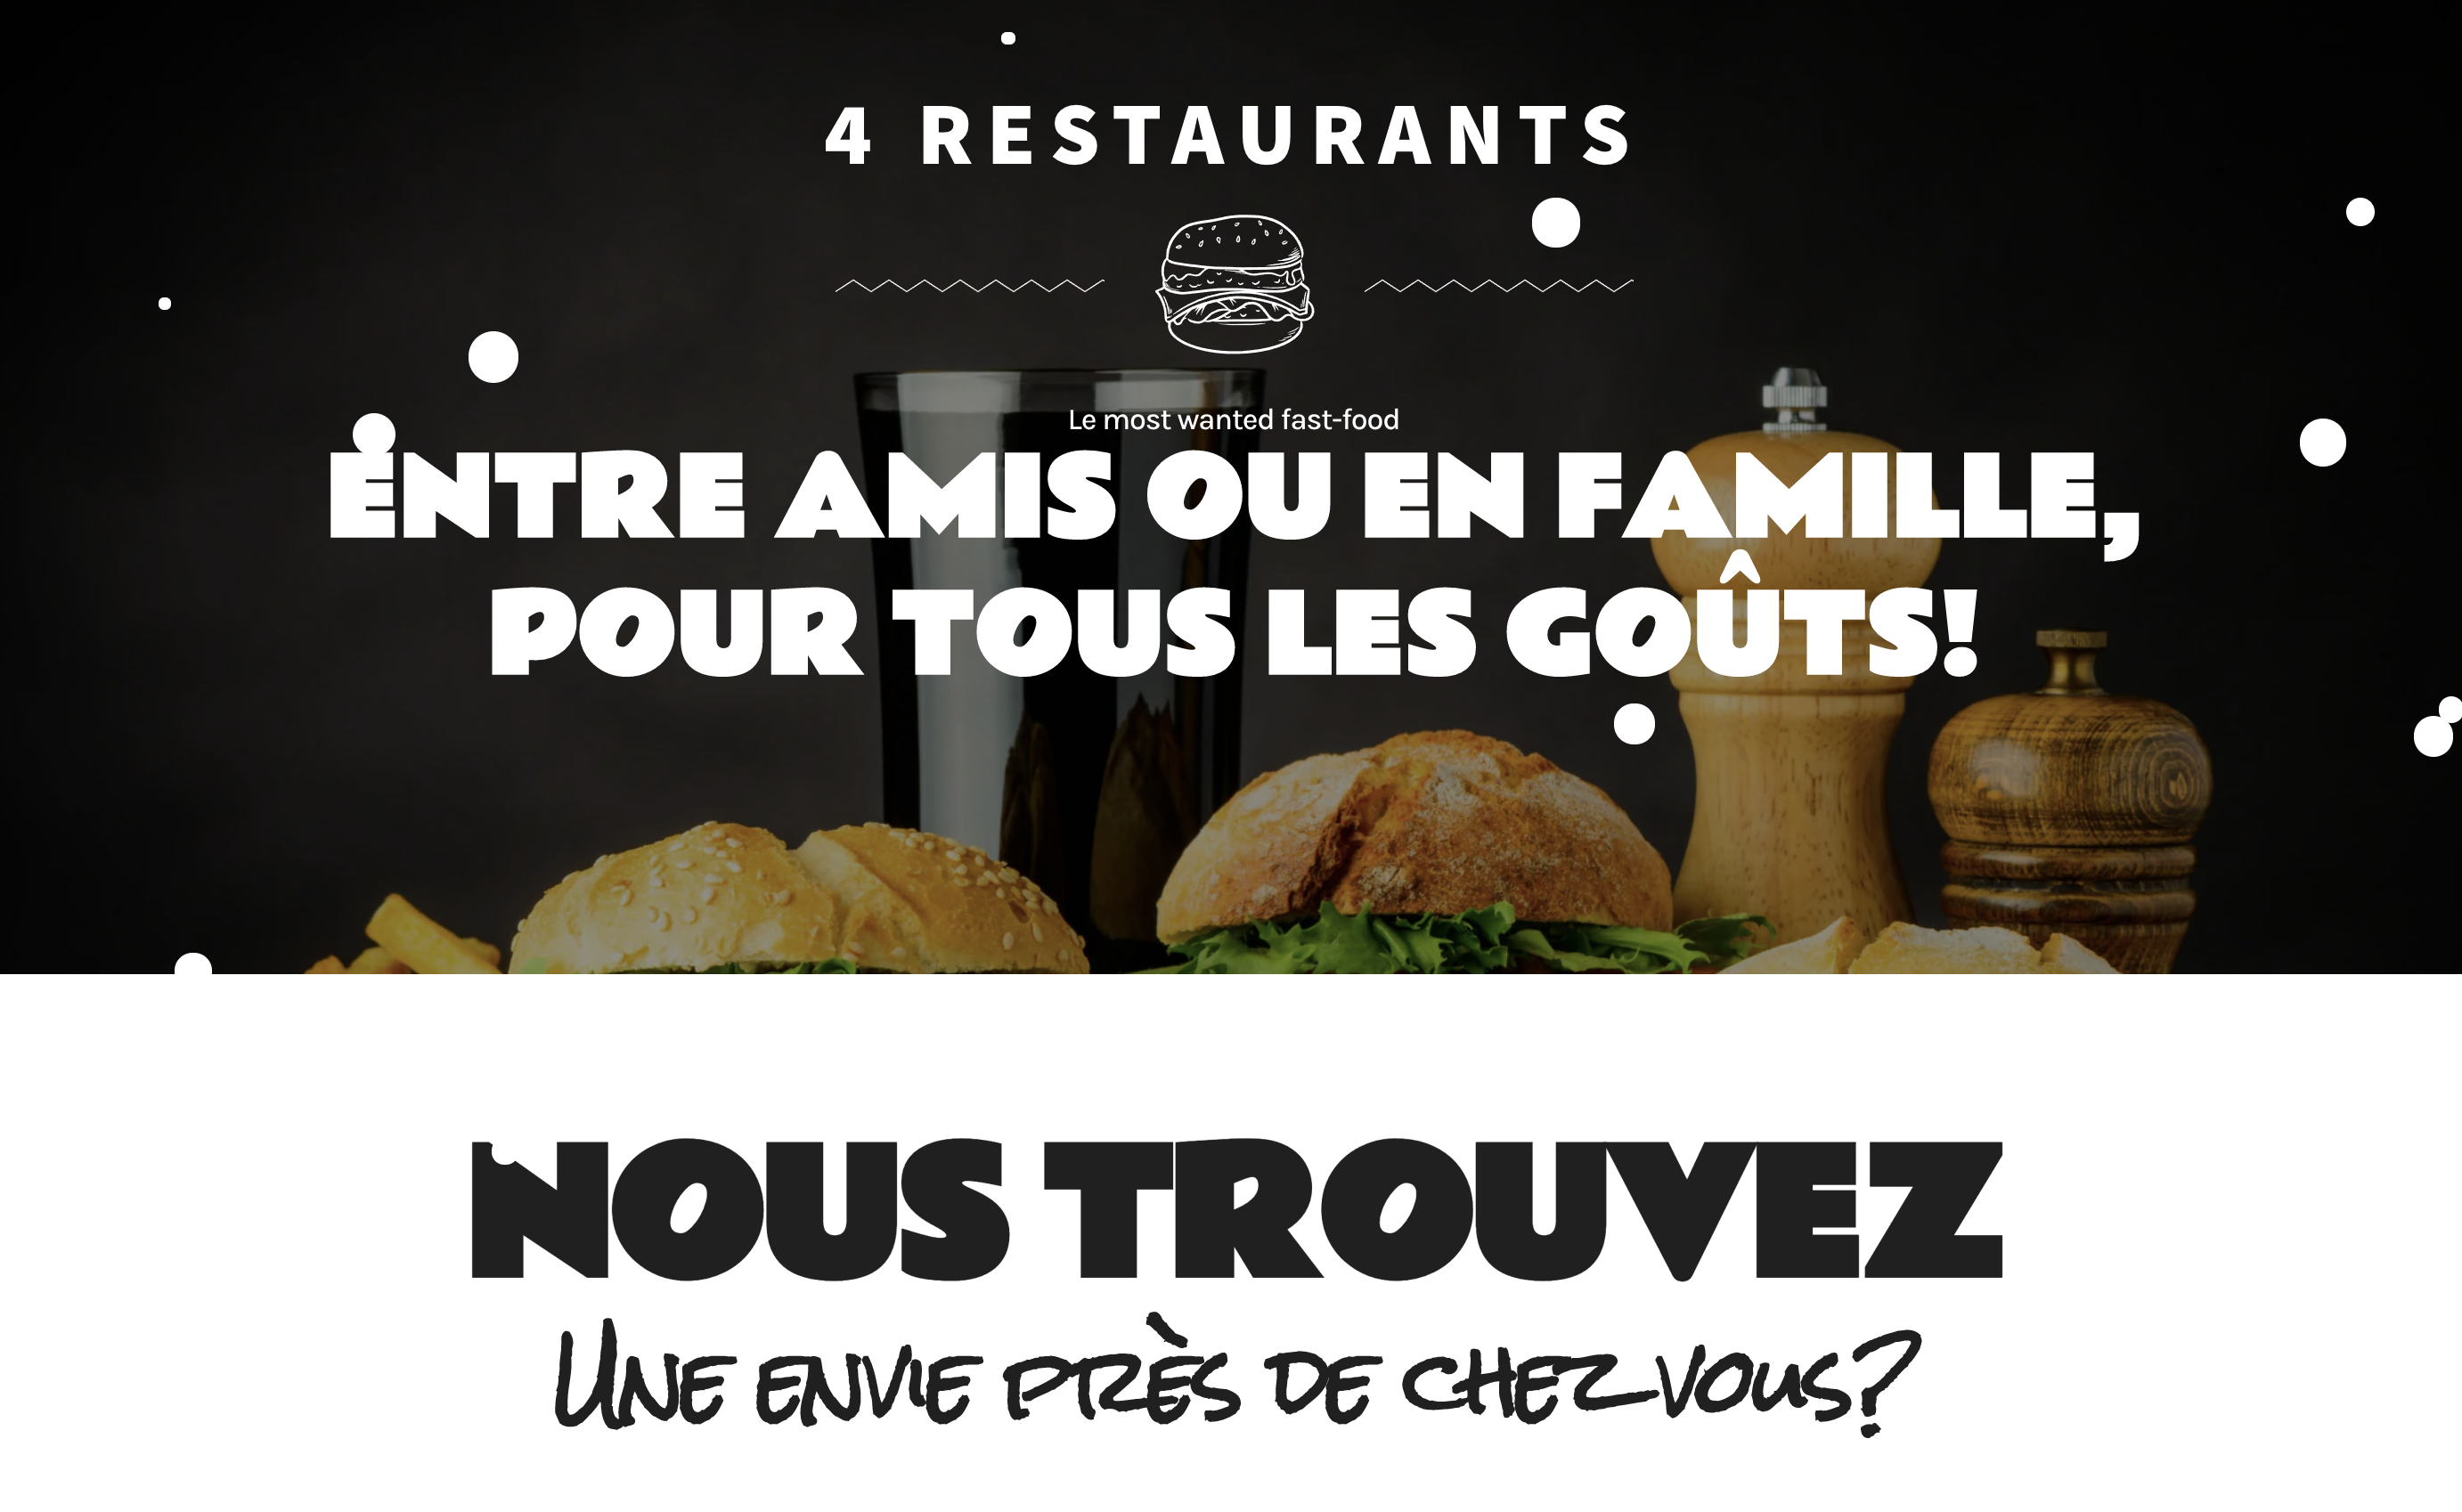 4 RESTAURANTS
Le most wanted fast-food
ENTRE AMIS OU EN FAMILLE,
POUR TOUS LES GOÛTS!
NOUS TROUVEZ
UNE ENVIE PRÈS DE CHEZ-VOUS?